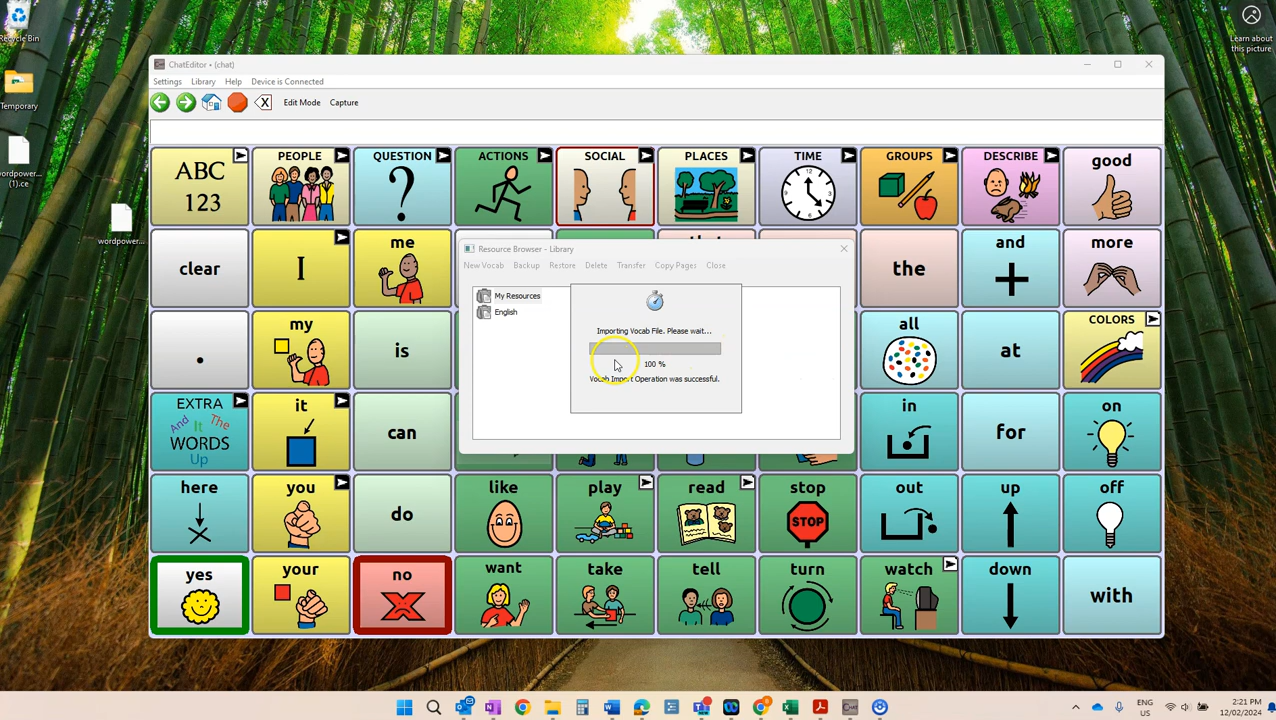 Recycle Bin
Learn about
this picture
Temporary
wordpower...
(1).ce
wordpower...
ChatEditor • (chat)
Settings Library Help Device is Connected
Edit Mode Capture
ABC
123
PEOPLE
QUESTION
?
ACTIONS
SOCIAL
PLACES
TIME
GROUPS
DESCRIBE
good
clear
I
me
the
and
more
my
is
all
at
COLORS
.
EXTRA
And It The
WORDS
Up
it
can
in
for
on
here
you
do
like
play
read
stop
STOP
out
up
off
yes
your
no
want
take
tell
turn
watch
down
with
Resource Browser - Library
New Vocab Backup Restore Delete Transfer Copy Pages Close
My Resources
English
Importing Vocab File. Please wait...
100 %
Vocab Import Operation was successful.
ENG
US
2:21 PM
12/02/2024